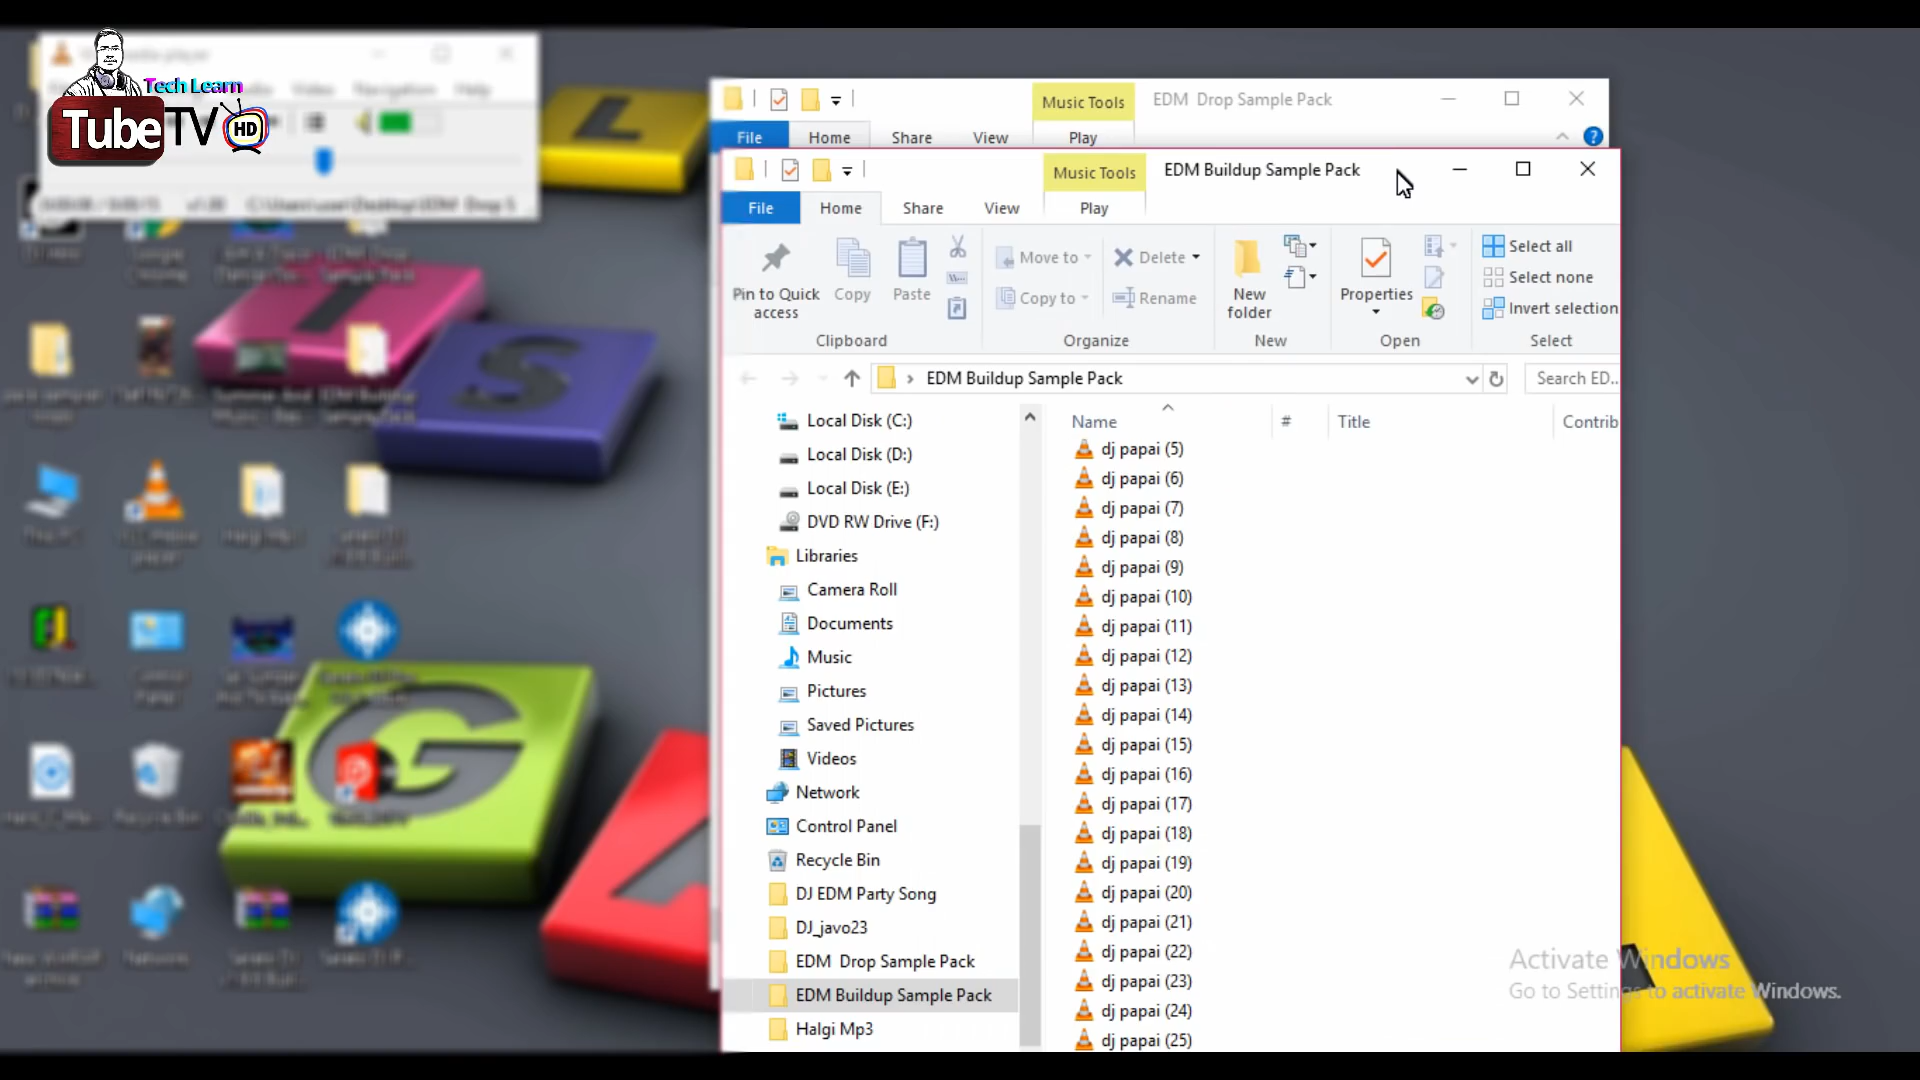 Tech Learn
TubeTV HD
Video Navigation Help
Music Tools EDM  Drop Sample Pack
File Home Share View Play
Music Tools EDM Buildup Sample Pack
File Home Share View Play
Pin to Quick access Copy Paste
Move to Delete
Copy to Rename
New folder
Properties
Select all
Select none
Invert selection
Clipboard Organize New Open Select
EDM Buildup Sample Pack Search ED...
Local Disk (C:)
Local Disk (D:)
Local Disk (E:)
DVD RW Drive (F:)
Libraries
Camera Roll
Documents
Music
Pictures
Saved Pictures
Videos
Network
Control Panel
Recycle Bin
DJ EDM Party Song
DJ_javo23
EDM  Drop Sample Pack
EDM Buildup Sample Pack
Halgi Mp3
Name # Title Contrib
dj papai (5)
dj papai (6)
dj papai (7)
dj papai (8)
dj papai (9)
dj papai (10)
dj papai (11)
dj papai (12)
dj papai (13)
dj papai (14)
dj papai (15)
dj papai (16)
dj papai (17)
dj papai (18)
dj papai (19)
dj papai (20)
dj papai (21)
dj papai (22)
dj papai (23)
dj papai (24)
dj papai (25)
Activate Windows
Go to Settings to activate Windows.
L
I
S
G